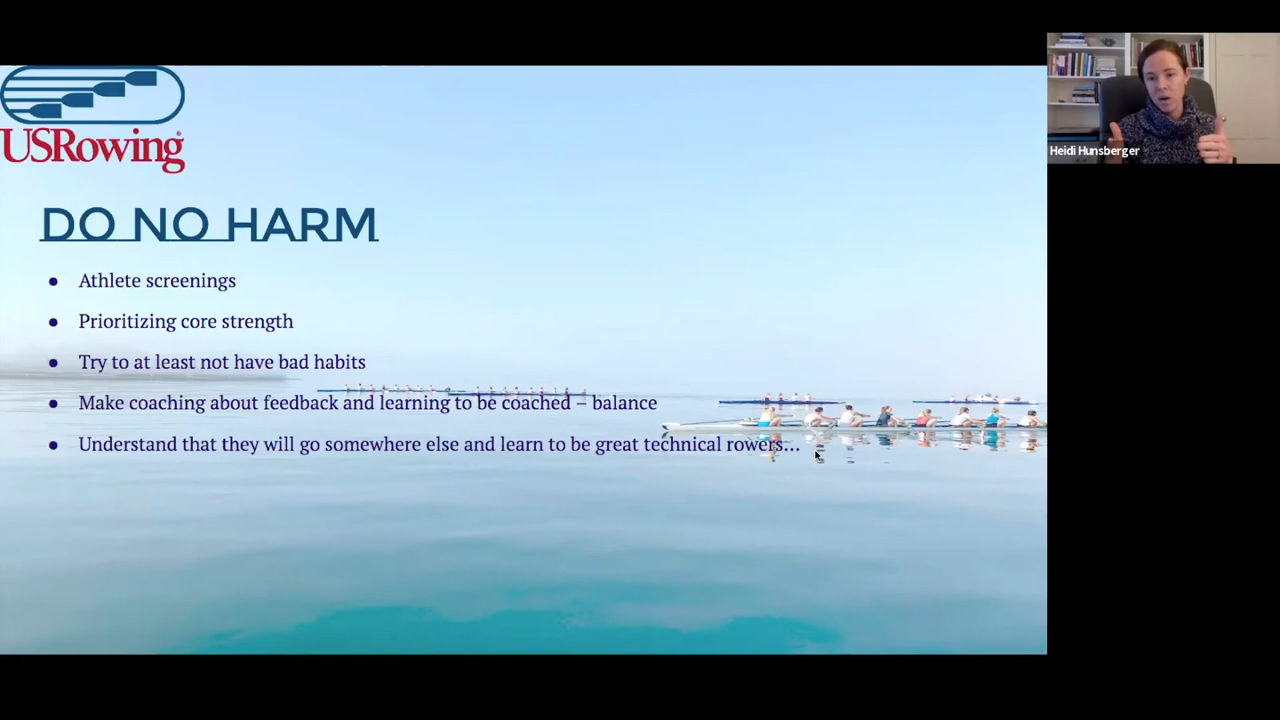 USRowing
Heidi Hunsberger
DO NO HARM
● Athlete screenings
● Prioritizing core strength
● Try to at least not have bad habits
● Make coaching about feedback and learning to be coached – balance
● Understand that they will go somewhere else and learn to be great technical rowers...